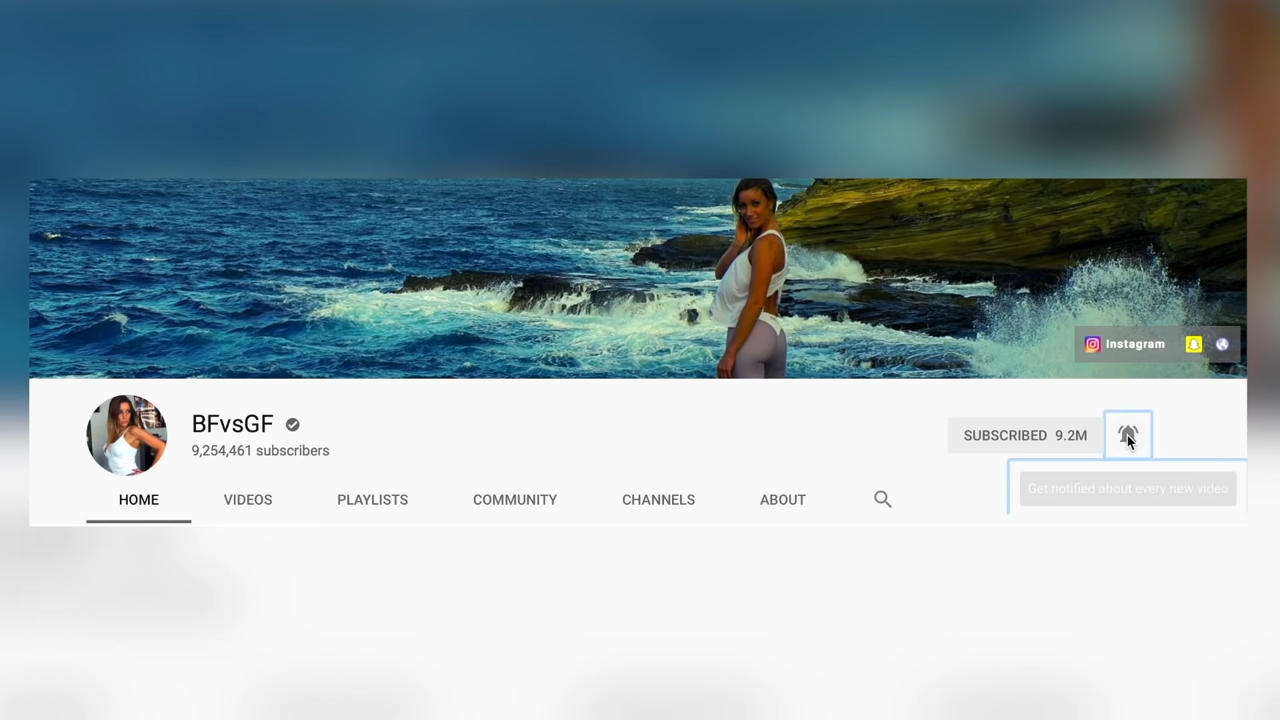 Instagram
BFvsGF
9,254,461 subscribers
SUBSCRIBED 9.2M
Get notified about every new video
HOME VIDEOS PLAYLISTS COMMUNITY CHANNELS ABOUT